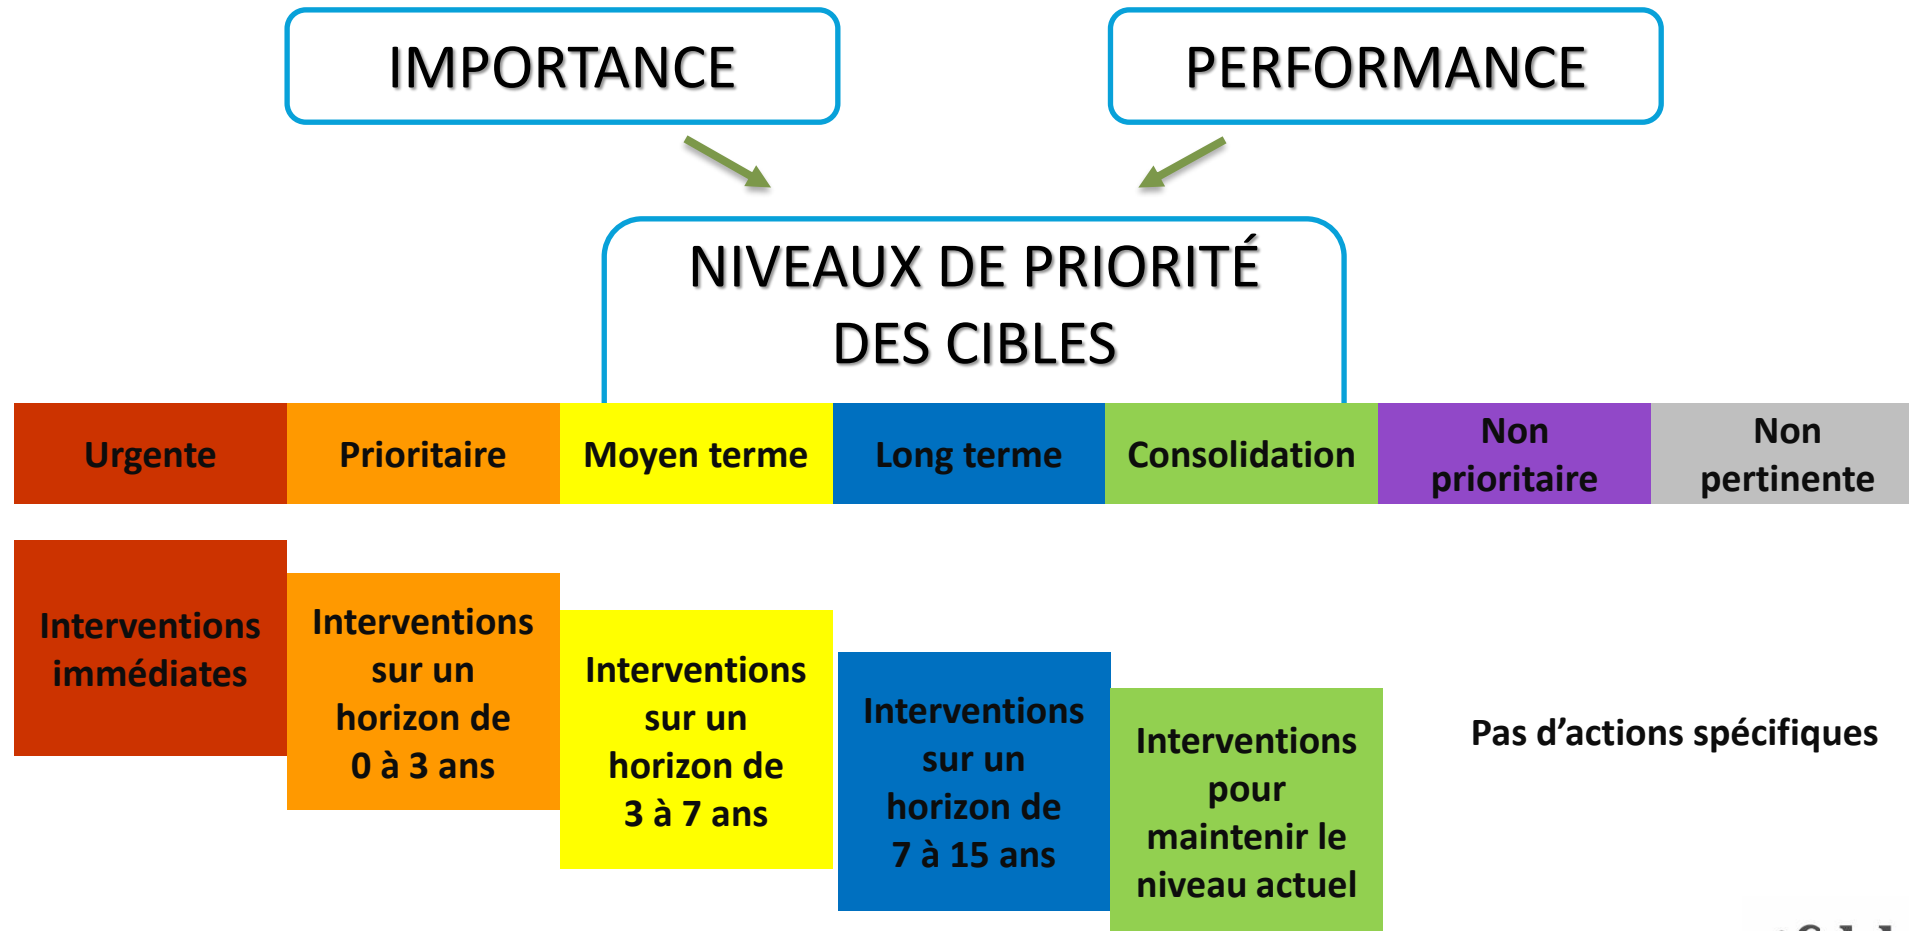 IMPORTANCE
PERFORMANCE
NIVEAUX DE PRIORITÉ
DES CIBLES
Urgente
Prioritaire
Moyen terme
Long terme
Consolidation
Non
prioritaire
Non
pertinente
Interventions
immédiates
Interventions
sur un
horizon de
0 à 3 ans
Interventions
sur un
horizon de
3 à 7 ans
Interventions
sur un
horizon de
7 à 15 ans
Interventions
pour
maintenir le
niveau actuel
Pas d’actions spécifiques